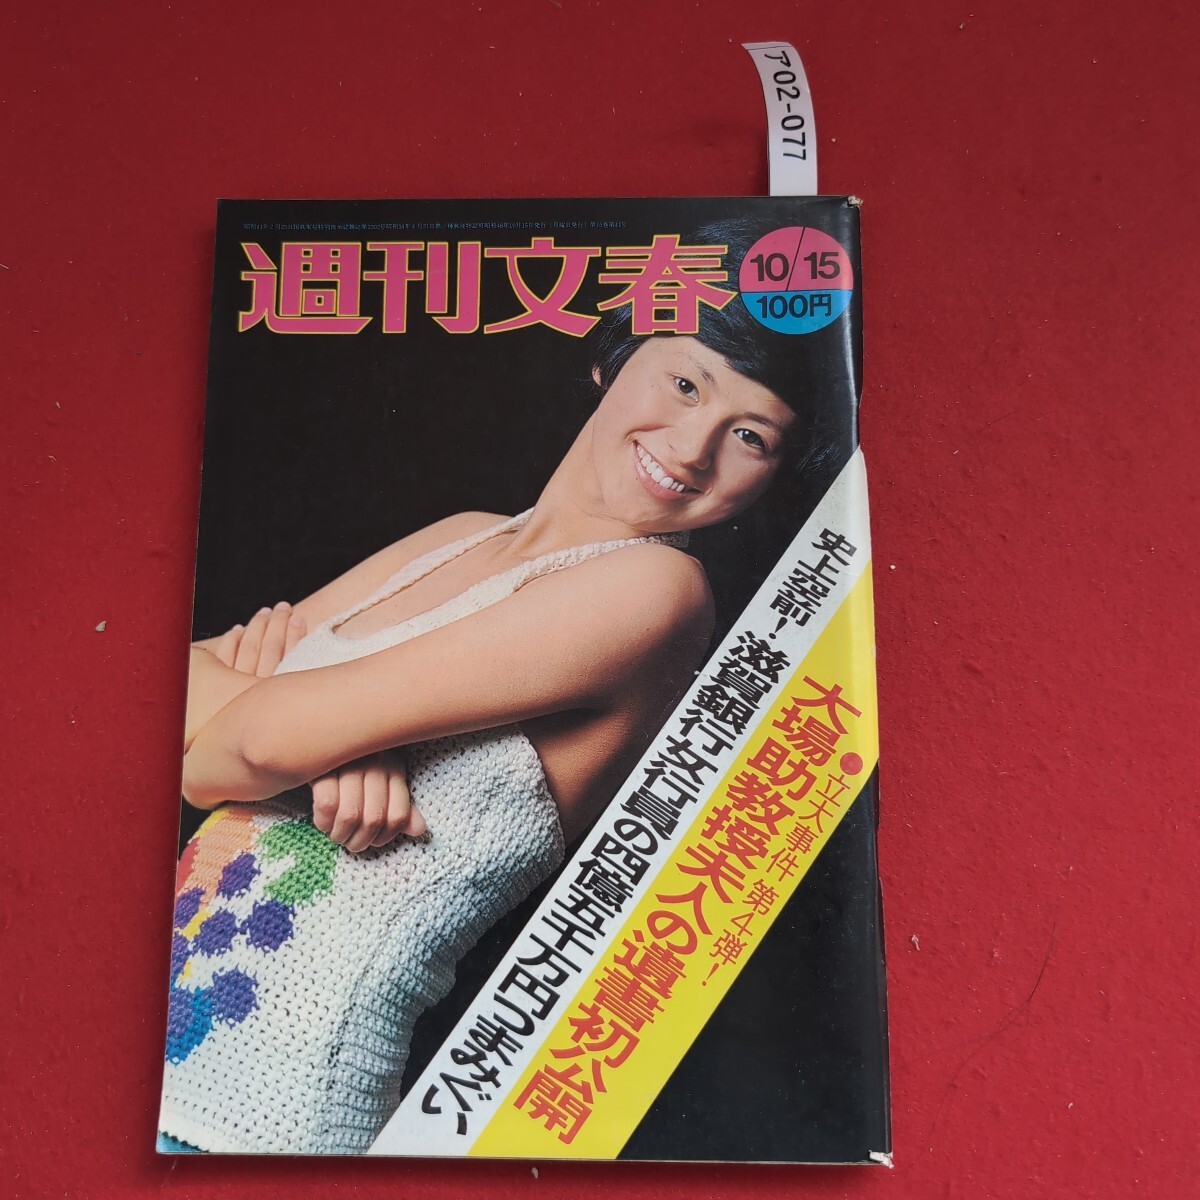 ア02-077
週刊文春
10/15
100円
史上空前!滋賀銀行女行員の四億五千万円つまみぐい
●立大事件 第4弾!
大場助教授夫人の遺書初公開